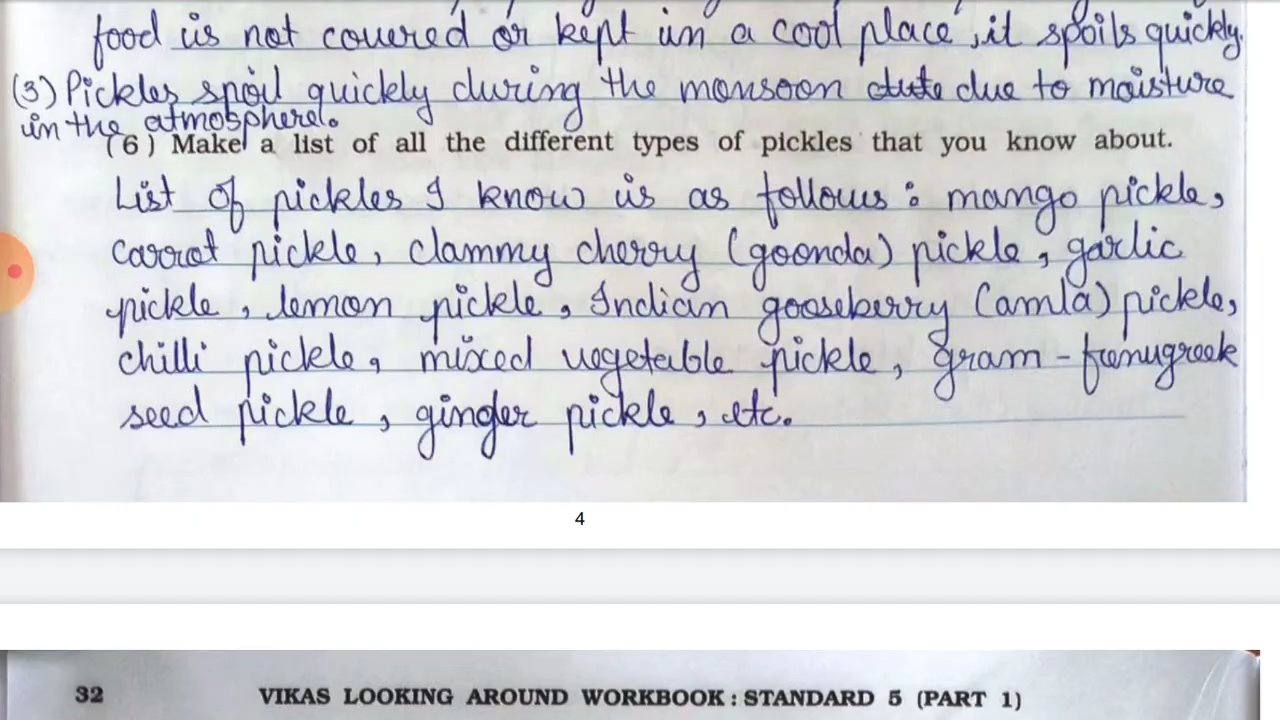 food is not covered or kept in a cool place, it spoils quickly.
(3) Pickles spoil quickly during the monsoon due to moisture
in the atmosphere.
(6) Make a list of all the different types of pickles that you know about.
List of pickles I know is as follows : mango pickle,
carrot pickle, clammy cherry (goonda) pickle, garlic
pickle, lemon pickle, Indian gooseberry (amla) pickle,
chilli pickle, mixed vegetable pickle, gram - frenugreek
seed pickle, ginger pickle, etc.
4
32 VIKAS LOOKING AROUND WORKBOOK : STANDARD 5 (PART 1)